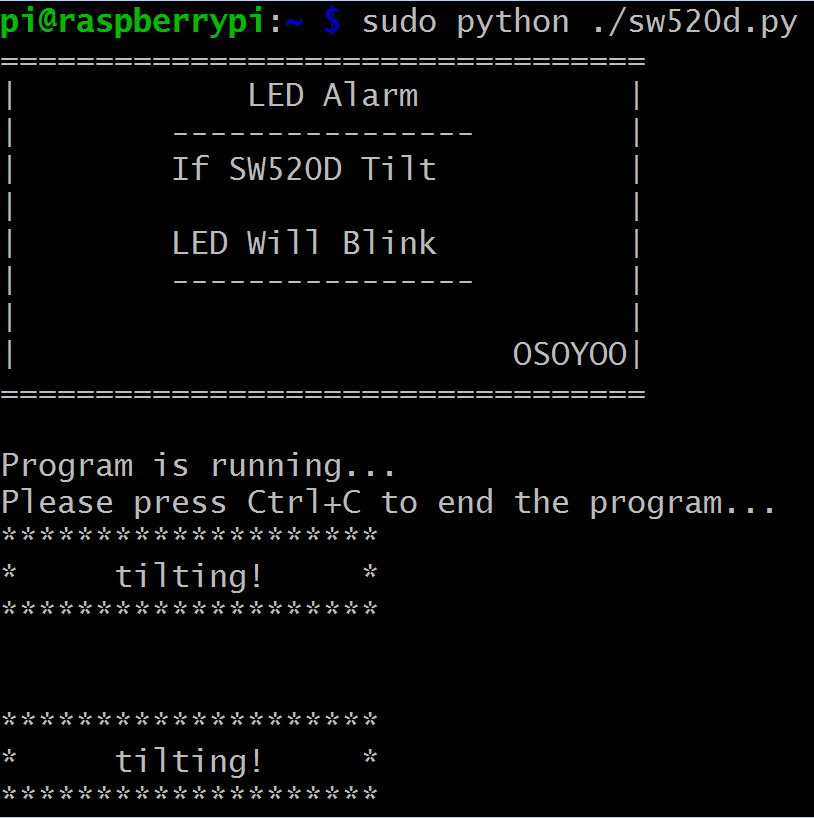 pi@raspberrypi:~ $ sudo python ./sw520d.py
==================================
|            LED Alarm           |
|        ----------------        |
|        If SW520D Tilt          |
|                                |
|        LED Will Blink          |
|        ----------------        |
|                                |
|                          OSOYOO|
==================================
Program is running...
Please press Ctrl+C to end the program...
********************
*     tilting!     *
********************
********************
*     tilting!     *
********************